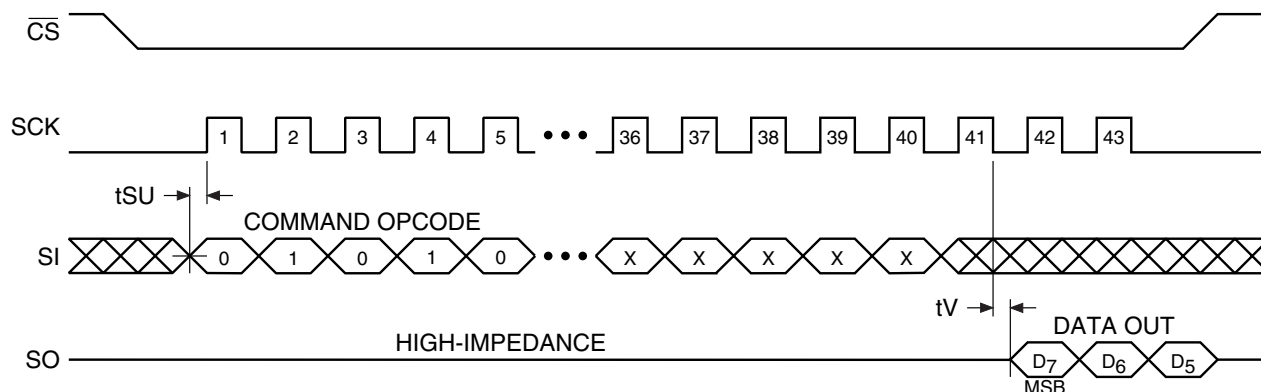 CS
SCK 1 2 3 4 5 ••• 36 37 38 39 40 41 42 43
tSU
COMMAND OPCODE
SI 0 1 0 1 0 ••• X X X X X
tV
DATA OUT
HIGH-IMPEDANCE
SO D7 D6 D5
MSB